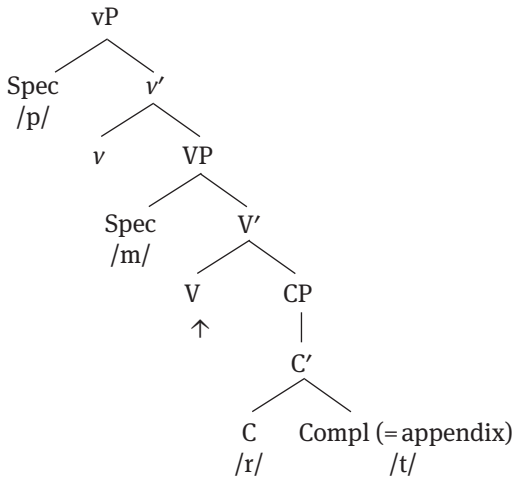 vP
Spec v′
/p/
v VP
Spec V′
/m/
V CP
↑
C′
C Compl (= appendix)
/r/ /t/